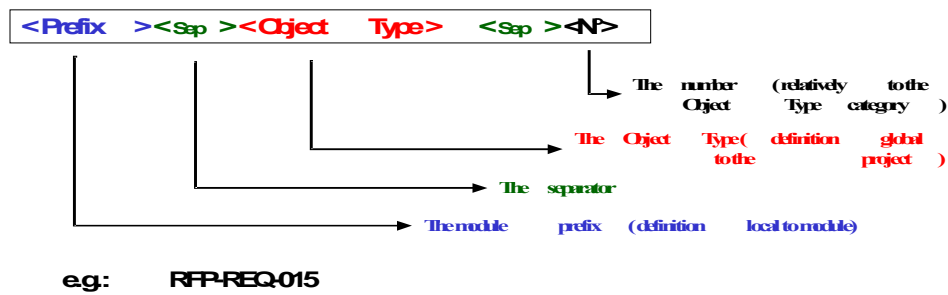 <Prefix ><Sep ><Object Type> <Sep ><N°>
The number (relatively to the
Object Type category )
The Object Type( definition global
to the project )
The separator
The module prefix (definition local to module)
e.g.: RFP-REQ-015